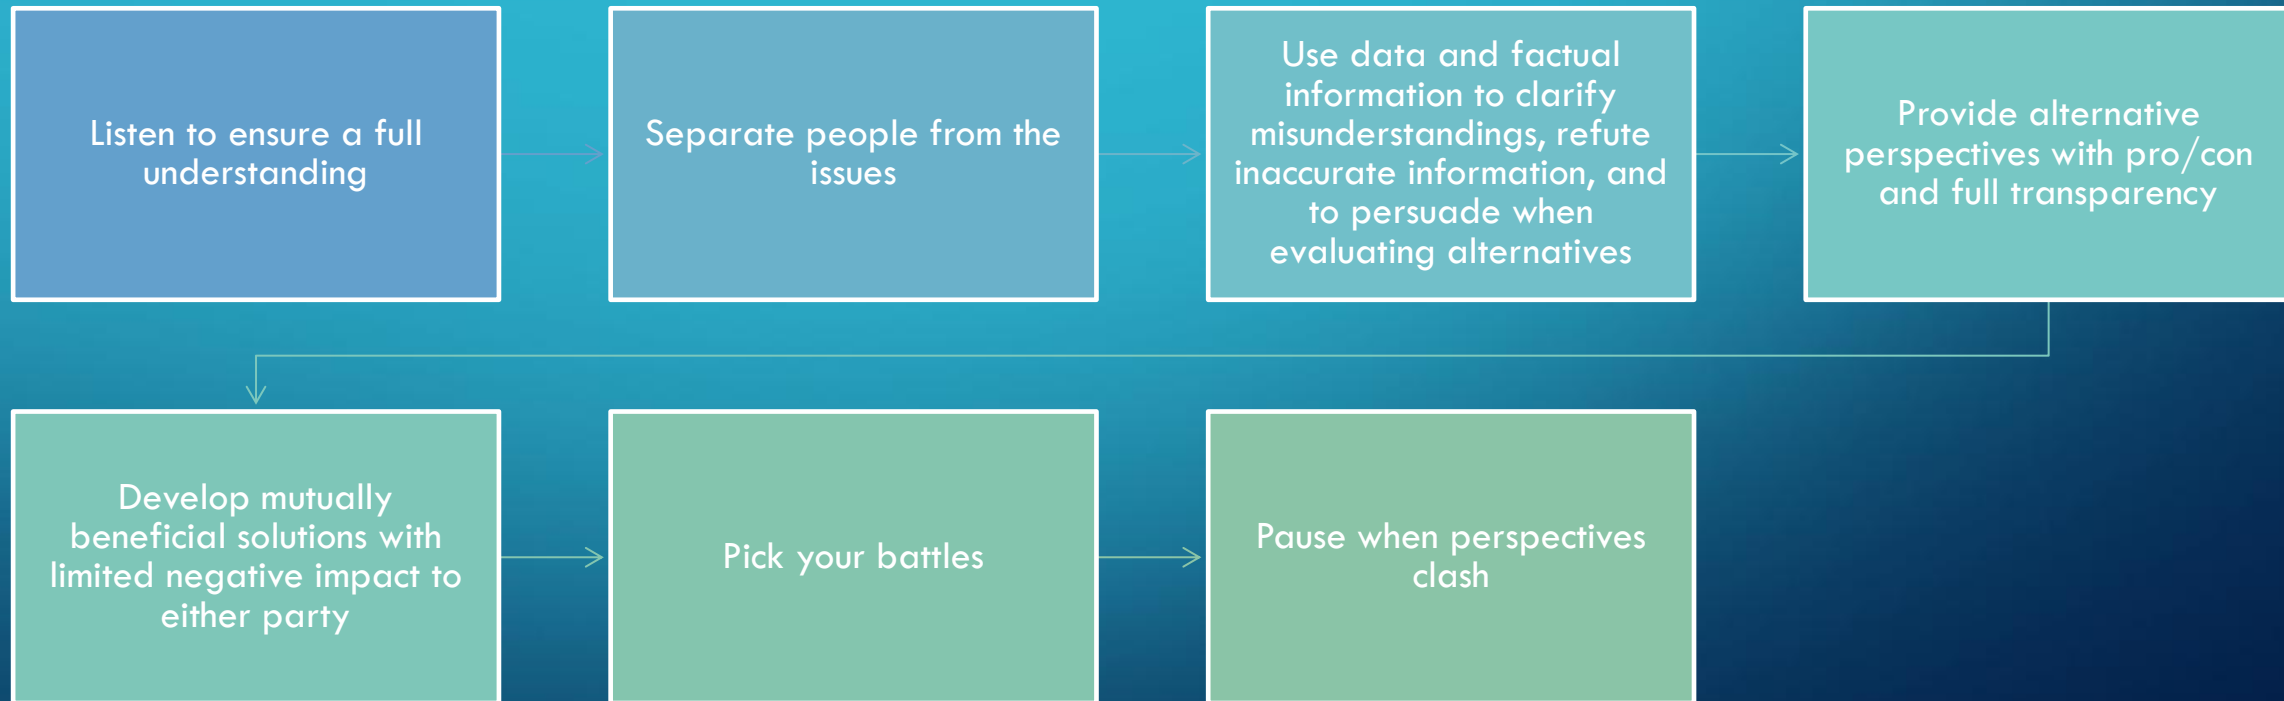 Listen to ensure a full
understanding
Separate people from the
issues
Use data and factual
information to clarify
misunderstandings, refute
inaccurate information, and
to persuade when
evaluating alternatives
Provide alternative
perspectives with pro/con
and full transparency
Develop mutually
beneficial solutions with
limited negative impact to
either party
Pick your battles
Pause when perspectives
clash